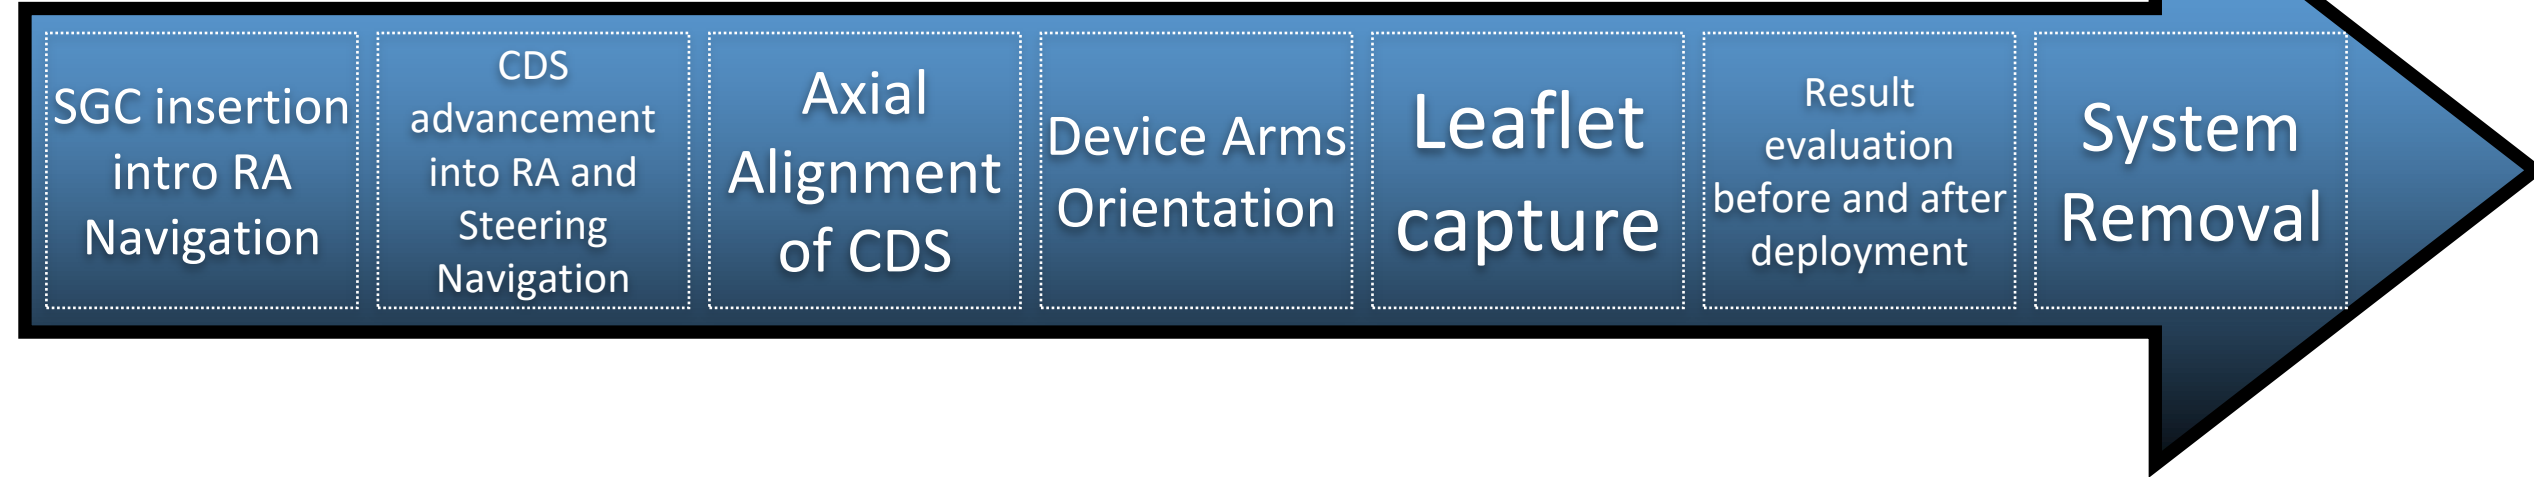 SGC insertion
intro RA
Navigation
CDS
advancement
into RA and
Steering
Navigation
Axial
Alignment
of CDS
Device Arms
Orientation
Leaflet
capture
Result
evaluation
before and after
deployment
System
Removal